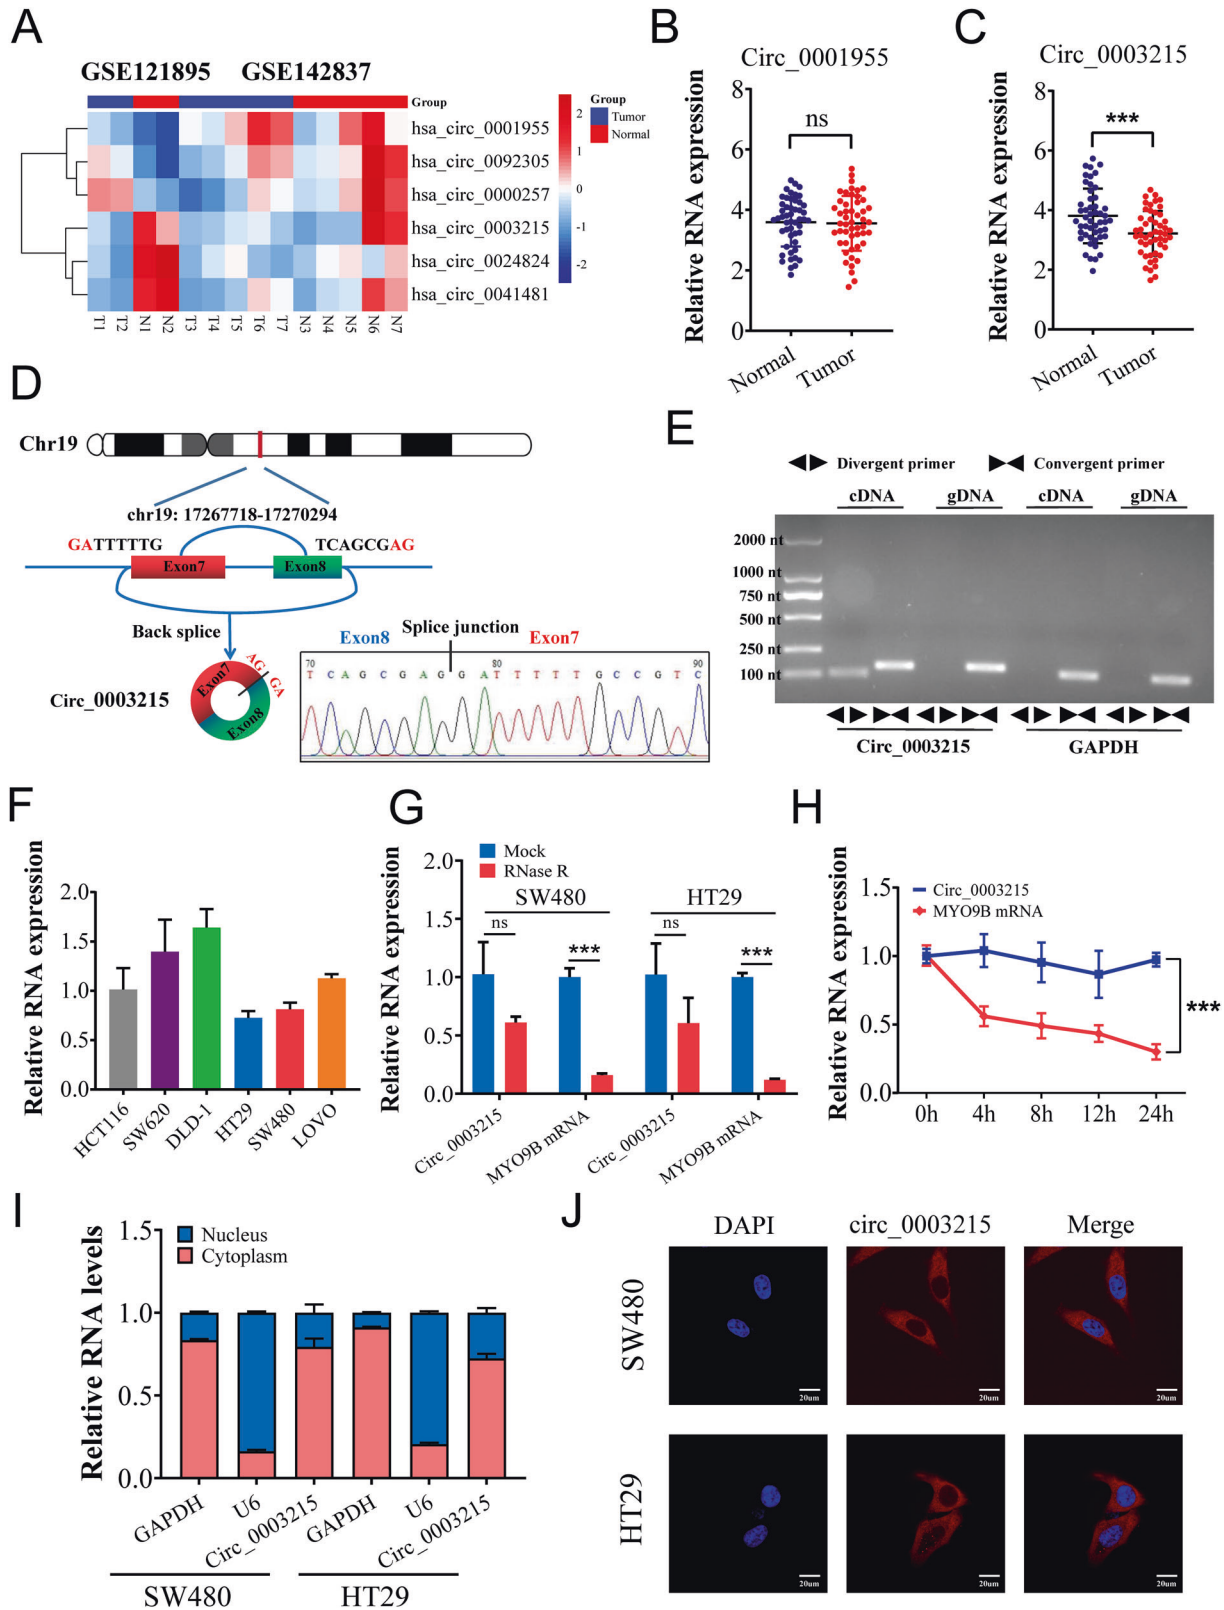 A
GSE121895 GSE142837
Group
hsa_circ_0001955
hsa_circ_0092305
hsa_circ_0000257
hsa_circ_0003215
hsa_circ_0024824
hsa_circ_0041481
T1 T2 N1 N2 T3 T4 T5 T6 T7 N3 N4 N5 N6 N7
2
1
0
-1
-2
Group
Tumor
Normal
B
Circ_0001955
Relative RNA expression
8
6
4
2
0
ns
Normal Tumor
C
Circ_0003215
Relative RNA expression
8
6
4
2
0
***
Normal Tumor
D
Chr19
chr19: 17267718-17270294
GATTTTTG TCAGCGAG
Exon7 Exon8
Back splice
Circ_0003215
Exon7
Exon8
AG GA
Exon8 Splice junction Exon7
70 80 90
T C A G C G A G G A T T T T T G C C G T C
E
Divergent primer Convergent primer
cDNA gDNA cDNA gDNA
2000 nt
1000 nt
750 nt
500 nt
250 nt
100 nt
Circ_0003215 GAPDH
F
Relative RNA expression
2.0
1.5
1.0
0.5
0.0
HCT116 SW620 DLD-1 HT29 SW480 LOVO
G
Mock
RNase R
Relative RNA expression
2.0
1.5
1.0
0.5
0.0
SW480 HT29
ns *** ns ***
Circ_0003215 MYO9B mRNA Circ_0003215 MYO9B mRNA
H
Relative RNA expression
1.5
1.0
0.5
0.0
Circ_0003215
MYO9B mRNA
***
0h 4h 8h 12h 24h
I
Relative RNA levels
1.5
1.0
0.5
0.0
Nucleus
Cytoplasm
GAPDH U6 Circ_0003215 GAPDH U6 Circ_0003215
SW480 HT29
J
DAPI circ_0003215 Merge
SW480
20um 20um 20um
HT29
20um 20um 20um